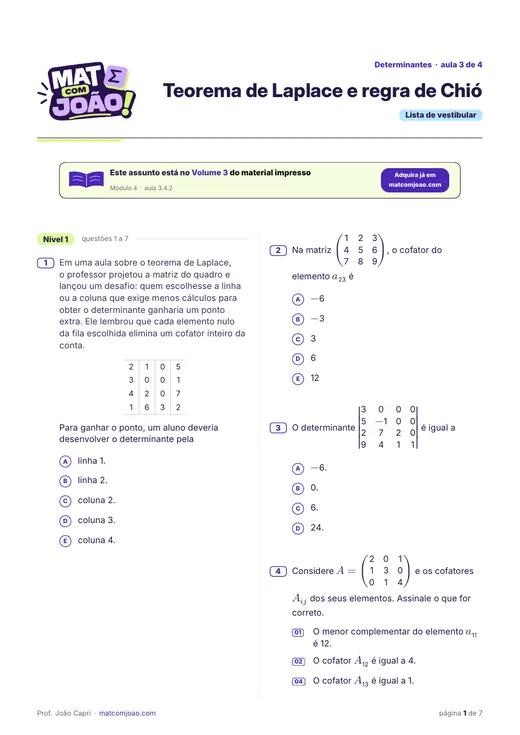 MAT Σ
COM
JOÃO!
Determinantes · aula 3 de 4
Teorema de Laplace e regra de Chió
Lista de vestibular
Este assunto está no Volume 3 do material impresso
Módulo 4 · aula 3.4.2
Adquira já em
matcomjoao.com
Nível 1 questões 1 a 7
1 Em uma aula sobre o teorema de Laplace,
o professor projetou a matriz do quadro e
lançou um desafio: quem escolhesse a linha
ou a coluna que exige menos cálculos para
obter o determinante ganharia um ponto
extra. Ele lembrou que cada elemento nulo
da fila escolhida elimina um cofator inteiro da
conta.
2 1 0 5
3 0 0 1
4 2 0 7
1 6 3 2
Para ganhar o ponto, um aluno deveria
desenvolver o determinante pela
A linha 1.
B linha 2.
C coluna 2.
D coluna 3.
E coluna 4.
1 2 3
2 Na matriz 4 5 6 , o cofator do
7 8 9
elemento a23 é
A −6
B −3
C 3
D 6
E 12
3 0 0 0
5 −1 0 0
3 O determinante é igual a
2 7 2 0
9 4 1 1
A −6.
B 0.
C 6.
D 24.
2 0 1
4 Considere A = 1 3 0 e os cofatores
0 1 4
Aij dos seus elementos. Assinale o que for
correto.
01 O menor complementar do elemento a11
é 12.
02 O cofator A12 é igual a 4.
04 O cofator A13 é igual a 1.
Prof. João Capri · matcomjoao.com
página 1 de 7